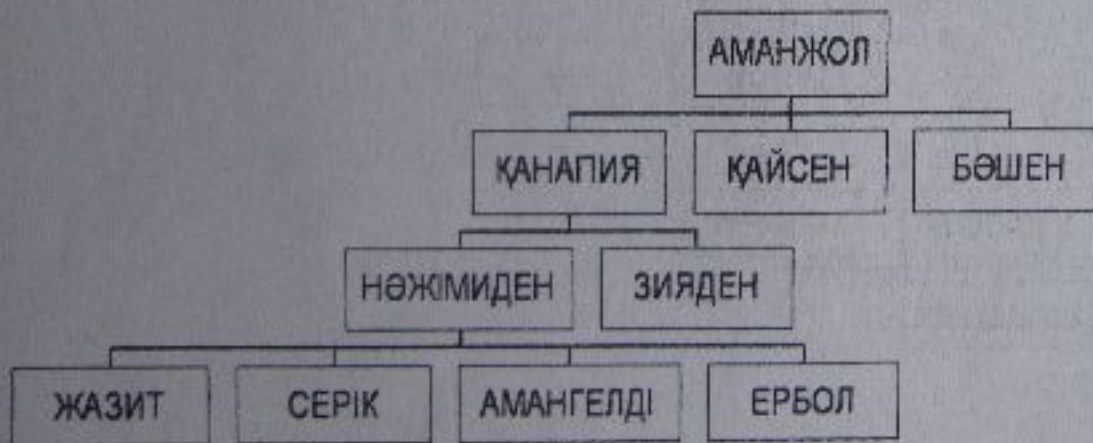 АМАНЖОЛ
ҚАНАПИЯ ҚАЙСЕН БӘШЕН
НӘЖІМИДЕН ЗИЯДЕН
ЖАЗИТ СЕРІК АМАНГЕЛДІ ЕРБОЛ